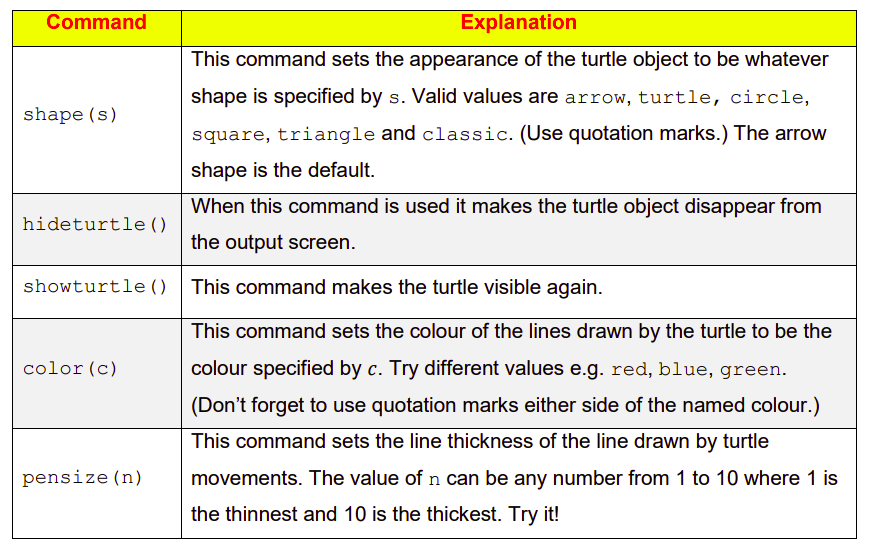 Command Explanation
This command sets the appearance of the turtle object to be whatever
shape is specified by s. Valid values are arrow, turtle, circle,
shape(s)
square, triangle and classic. (Use quotation marks.) The arrow
shape is the default.
When this command is used it makes the turtle object disappear from
hideturtle()
the output screen.
showturtle() This command makes the turtle visible again.
This command sets the colour of the lines drawn by the turtle to be the
color(c) colour specified by c. Try different values e.g. red, blue, green.
(Don’t forget to use quotation marks either side of the named colour.)
This command sets the line thickness of the line drawn by turtle
pensize(n) movements. The value of n can be any number from 1 to 10 where 1 is
the thinnest and 10 is the thickest. Try it!